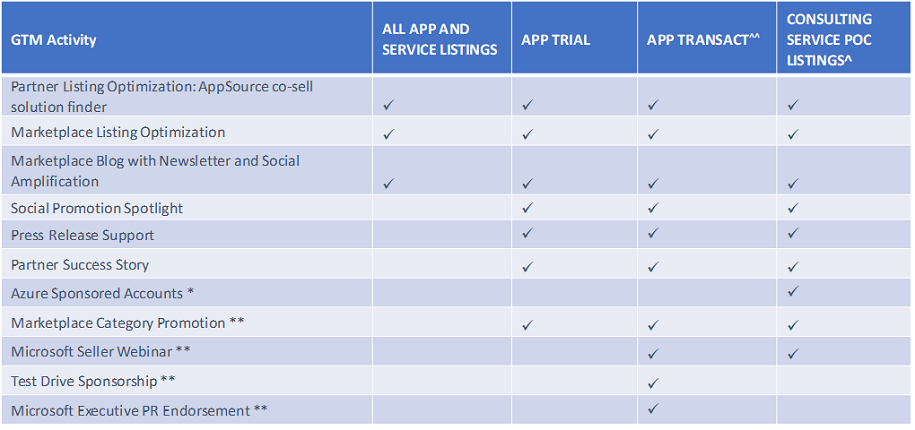 GTM Activity
ALL APP AND
SERVICE LISTINGS
APP TRIAL
APP TRANSACT^^
CONSULTING
SERVICE POC
LISTINGS^
Partner Listing Optimization: AppSource co-sell
solution finder
✓ ✓ ✓ ✓
Marketplace Listing Optimization ✓ ✓ ✓ ✓
Marketplace Blog with Newsletter and Social
Amplification
✓ ✓ ✓ ✓
Social Promotion Spotlight ✓ ✓ ✓
Press Release Support ✓ ✓ ✓
Partner Success Story ✓ ✓ ✓
Azure Sponsored Accounts * ✓
Marketplace Category Promotion ** ✓ ✓ ✓
Microsoft Seller Webinar ** ✓ ✓
Test Drive Sponsorship ** ✓
Microsoft Executive PR Endorsement ** ✓